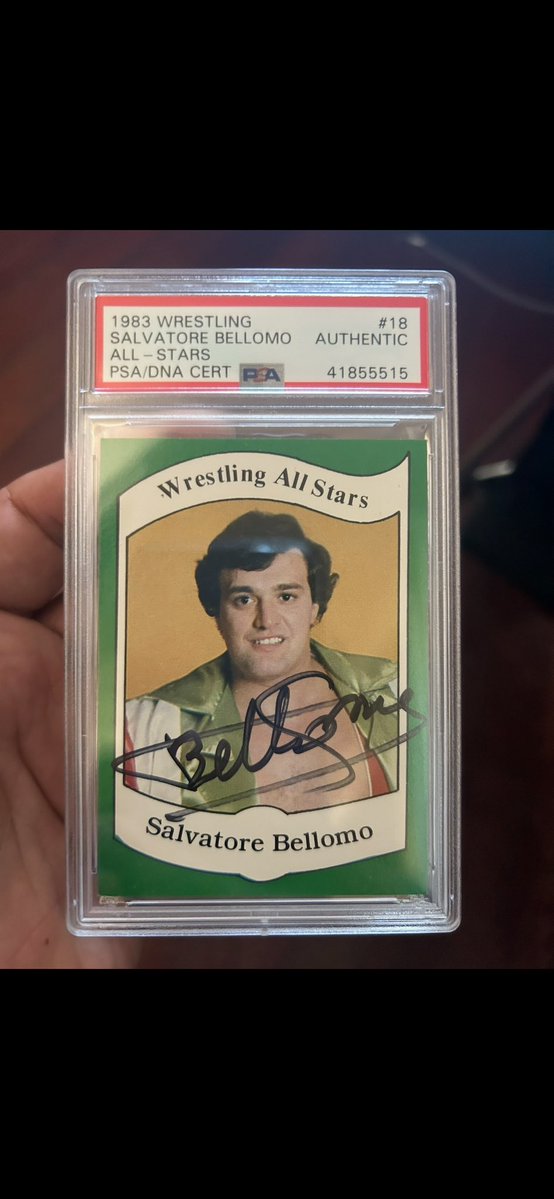 1983 WRESTLING #18
SALVATORE BELLOMO AUTHENTIC
ALL-STARS
PSA/DNA CERT PSA 41855515
Wrestling All Stars
Bellomo
Salvatore Bellomo